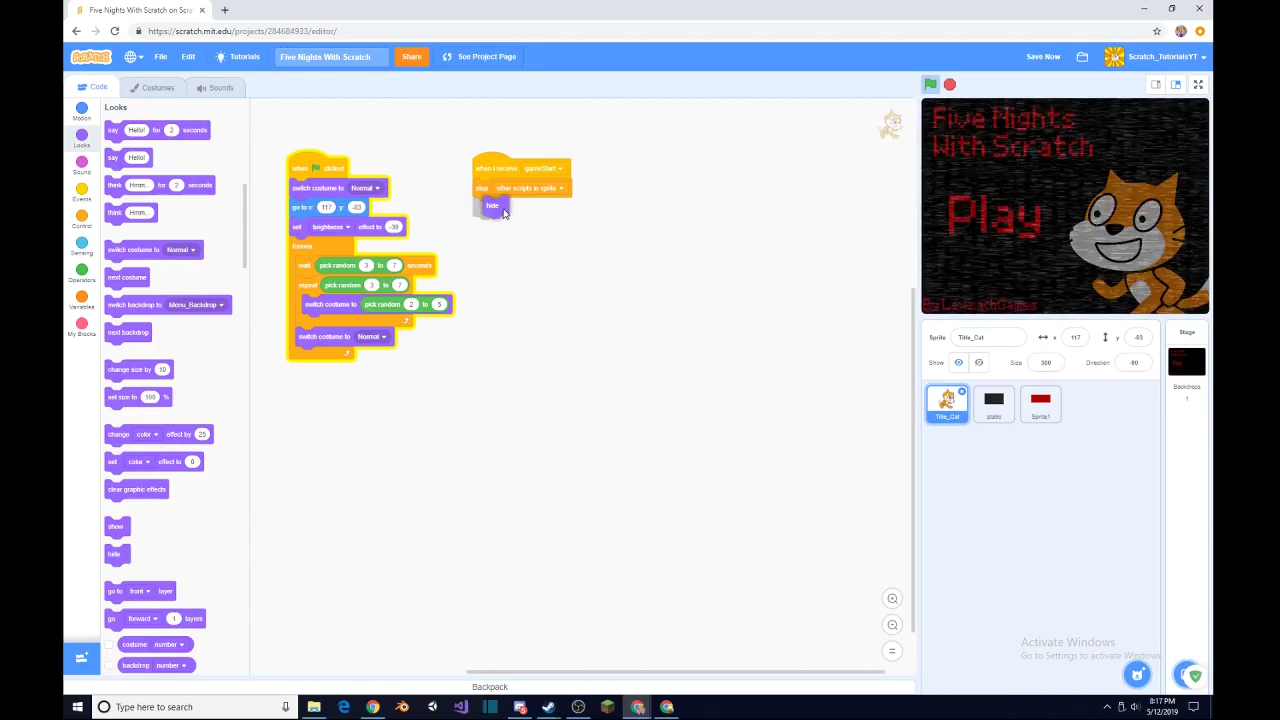 Five Nights With Scratch on Scra
https://scratch.mit.edu/projects/284684933/editor/
SCRATCH
File
Edit
Tutorials
Five Nights With Scratch
Share
See Project Page
Save Now
Scratch_TutorialsYT
Code
Costumes
Sounds
Motion
Looks
Sound
Events
Control
Sensing
Operators
Variables
My Blocks
Looks
say Hello! for 2 seconds
say Hello!
think Hmm... for 2 seconds
think Hmm...
switch costume to Normal
next costume
switch backdrop to Menu_Backdrop
next backdrop
change size by 10
set size to 100 %
change color effect by 25
set color effect to 0
clear graphic effects
show
hide
go to front layer
go forward 1 layers
costume number
backdrop number
when clicked
switch costume to Normal
go to x: 117 y: -83
set brightness effect to -30
forever
wait pick random 3 to 7 seconds
repeat pick random 3 to 7
switch costume to pick random 2 to 5
switch costume to Normal
when I receive gameStart
stop other scripts in sprite
hide
Five Nights
With Scratch
Play
Sprite
Title_Cat
x 117
y -83
Show
Size 300
Direction -90
Title_Cat
static
Sprite1
Stage
Backdrops
1
Activate Windows
Go to Settings to activate Windows.
Backpack
Type here to search
8:17 PM
5/12/2019